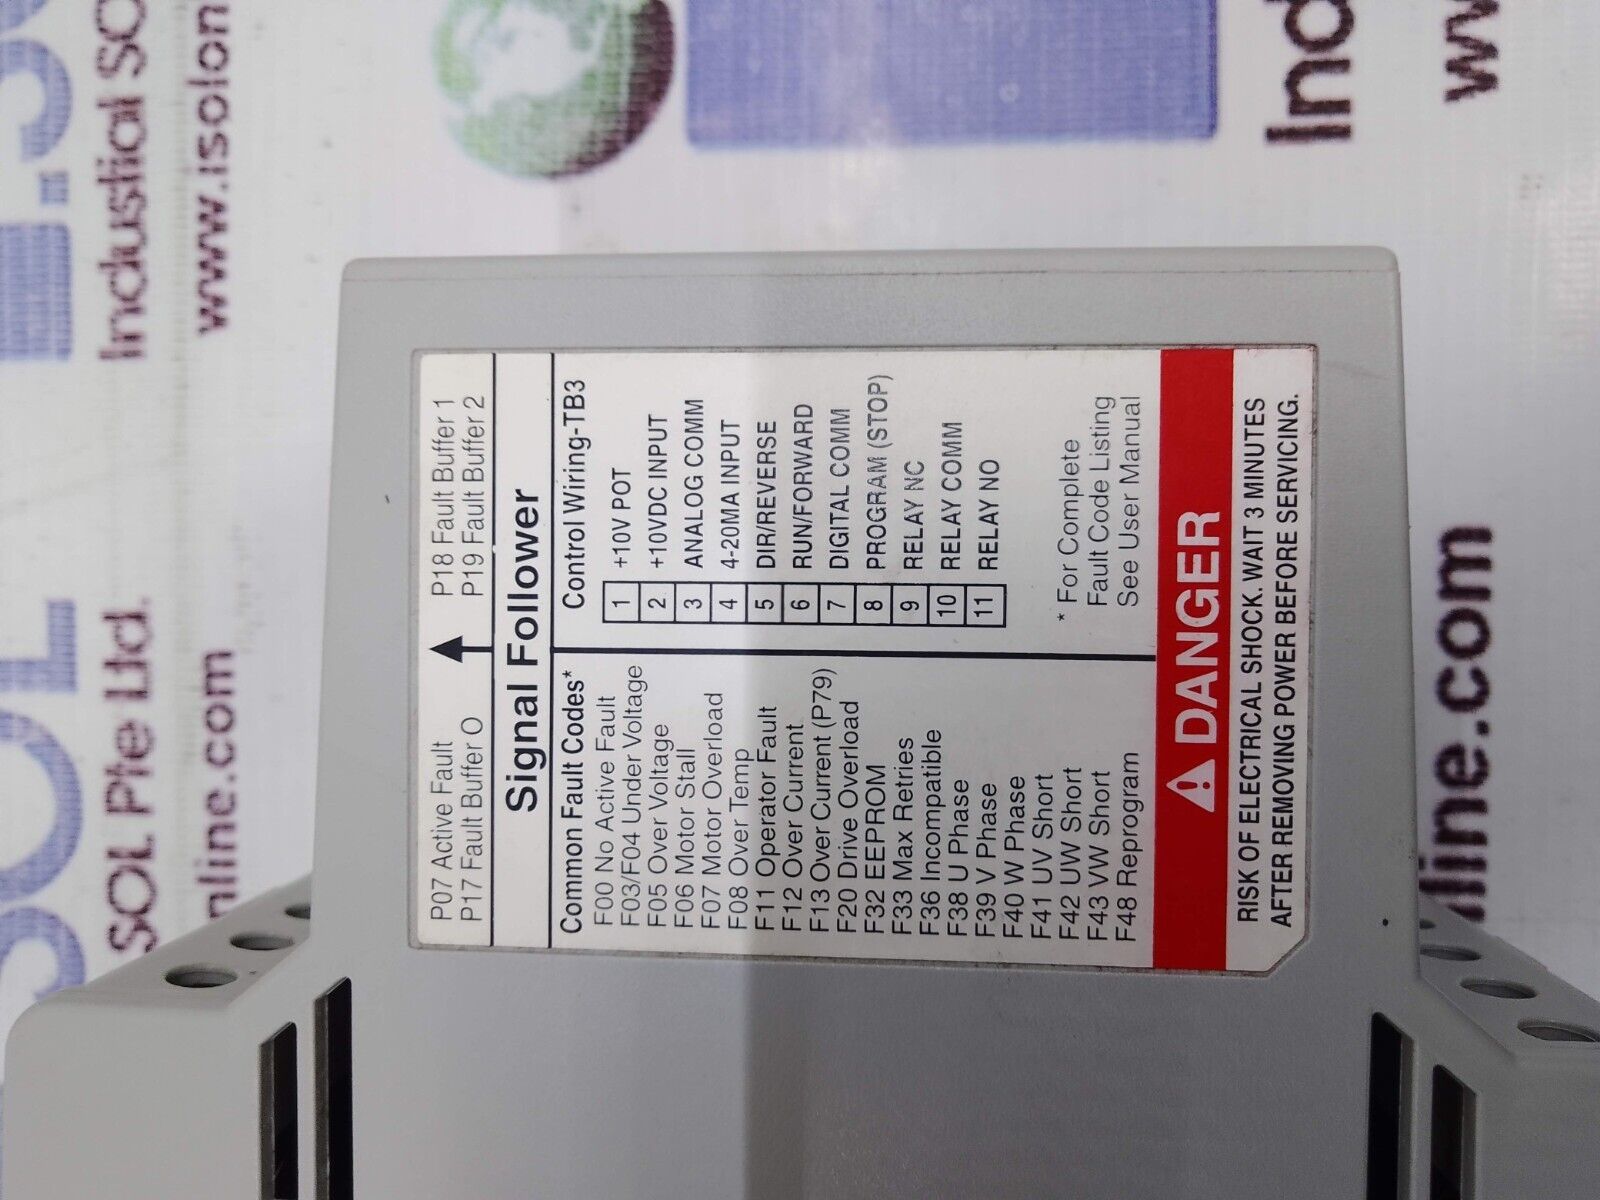 P07 Active Fault
P17 Fault Buffer O
P18 Fault Buffer 1
P19 Fault Buffer 2
Signal Follower
Common Fault Codes*
F00 No Active Fault
F03/F04 Under Voltage
F05 Over Voltage
F06 Motor Stall
F07 Motor Overload
F08 Over Temp
F11 Operator Fault
F12 Over Current
F13 Over Current (P79)
F20 Drive Overload
F32 EEPROM
F33 Max Retries
F36 Incompatible
F38 U Phase
F39 V Phase
F40 W Phase
F41 UV Short
F42 UW Short
F43 VW Short
F48 Reprogram
Control Wiring-TB3
1 +10V POT
2 +10VDC INPUT
3 ANALOG COMM
4 4-20MA INPUT
5 DIR/REVERSE
6 RUN/FORWARD
7 DIGITAL COMM
8 PROGRAM (STOP)
9 RELAY NC
10 RELAY COMM
11 RELAY NO
* For Complete
Fault Code Listing
See User Manual
DANGER
RISK OF ELECTRICAL SHOCK. WAIT 3 MINUTES
AFTER REMOVING POWER BEFORE SERVICING.
SOL
SOL Pte Ltd.
nline.com
Industial SO
www.isolon
Ind
ww
nline.com